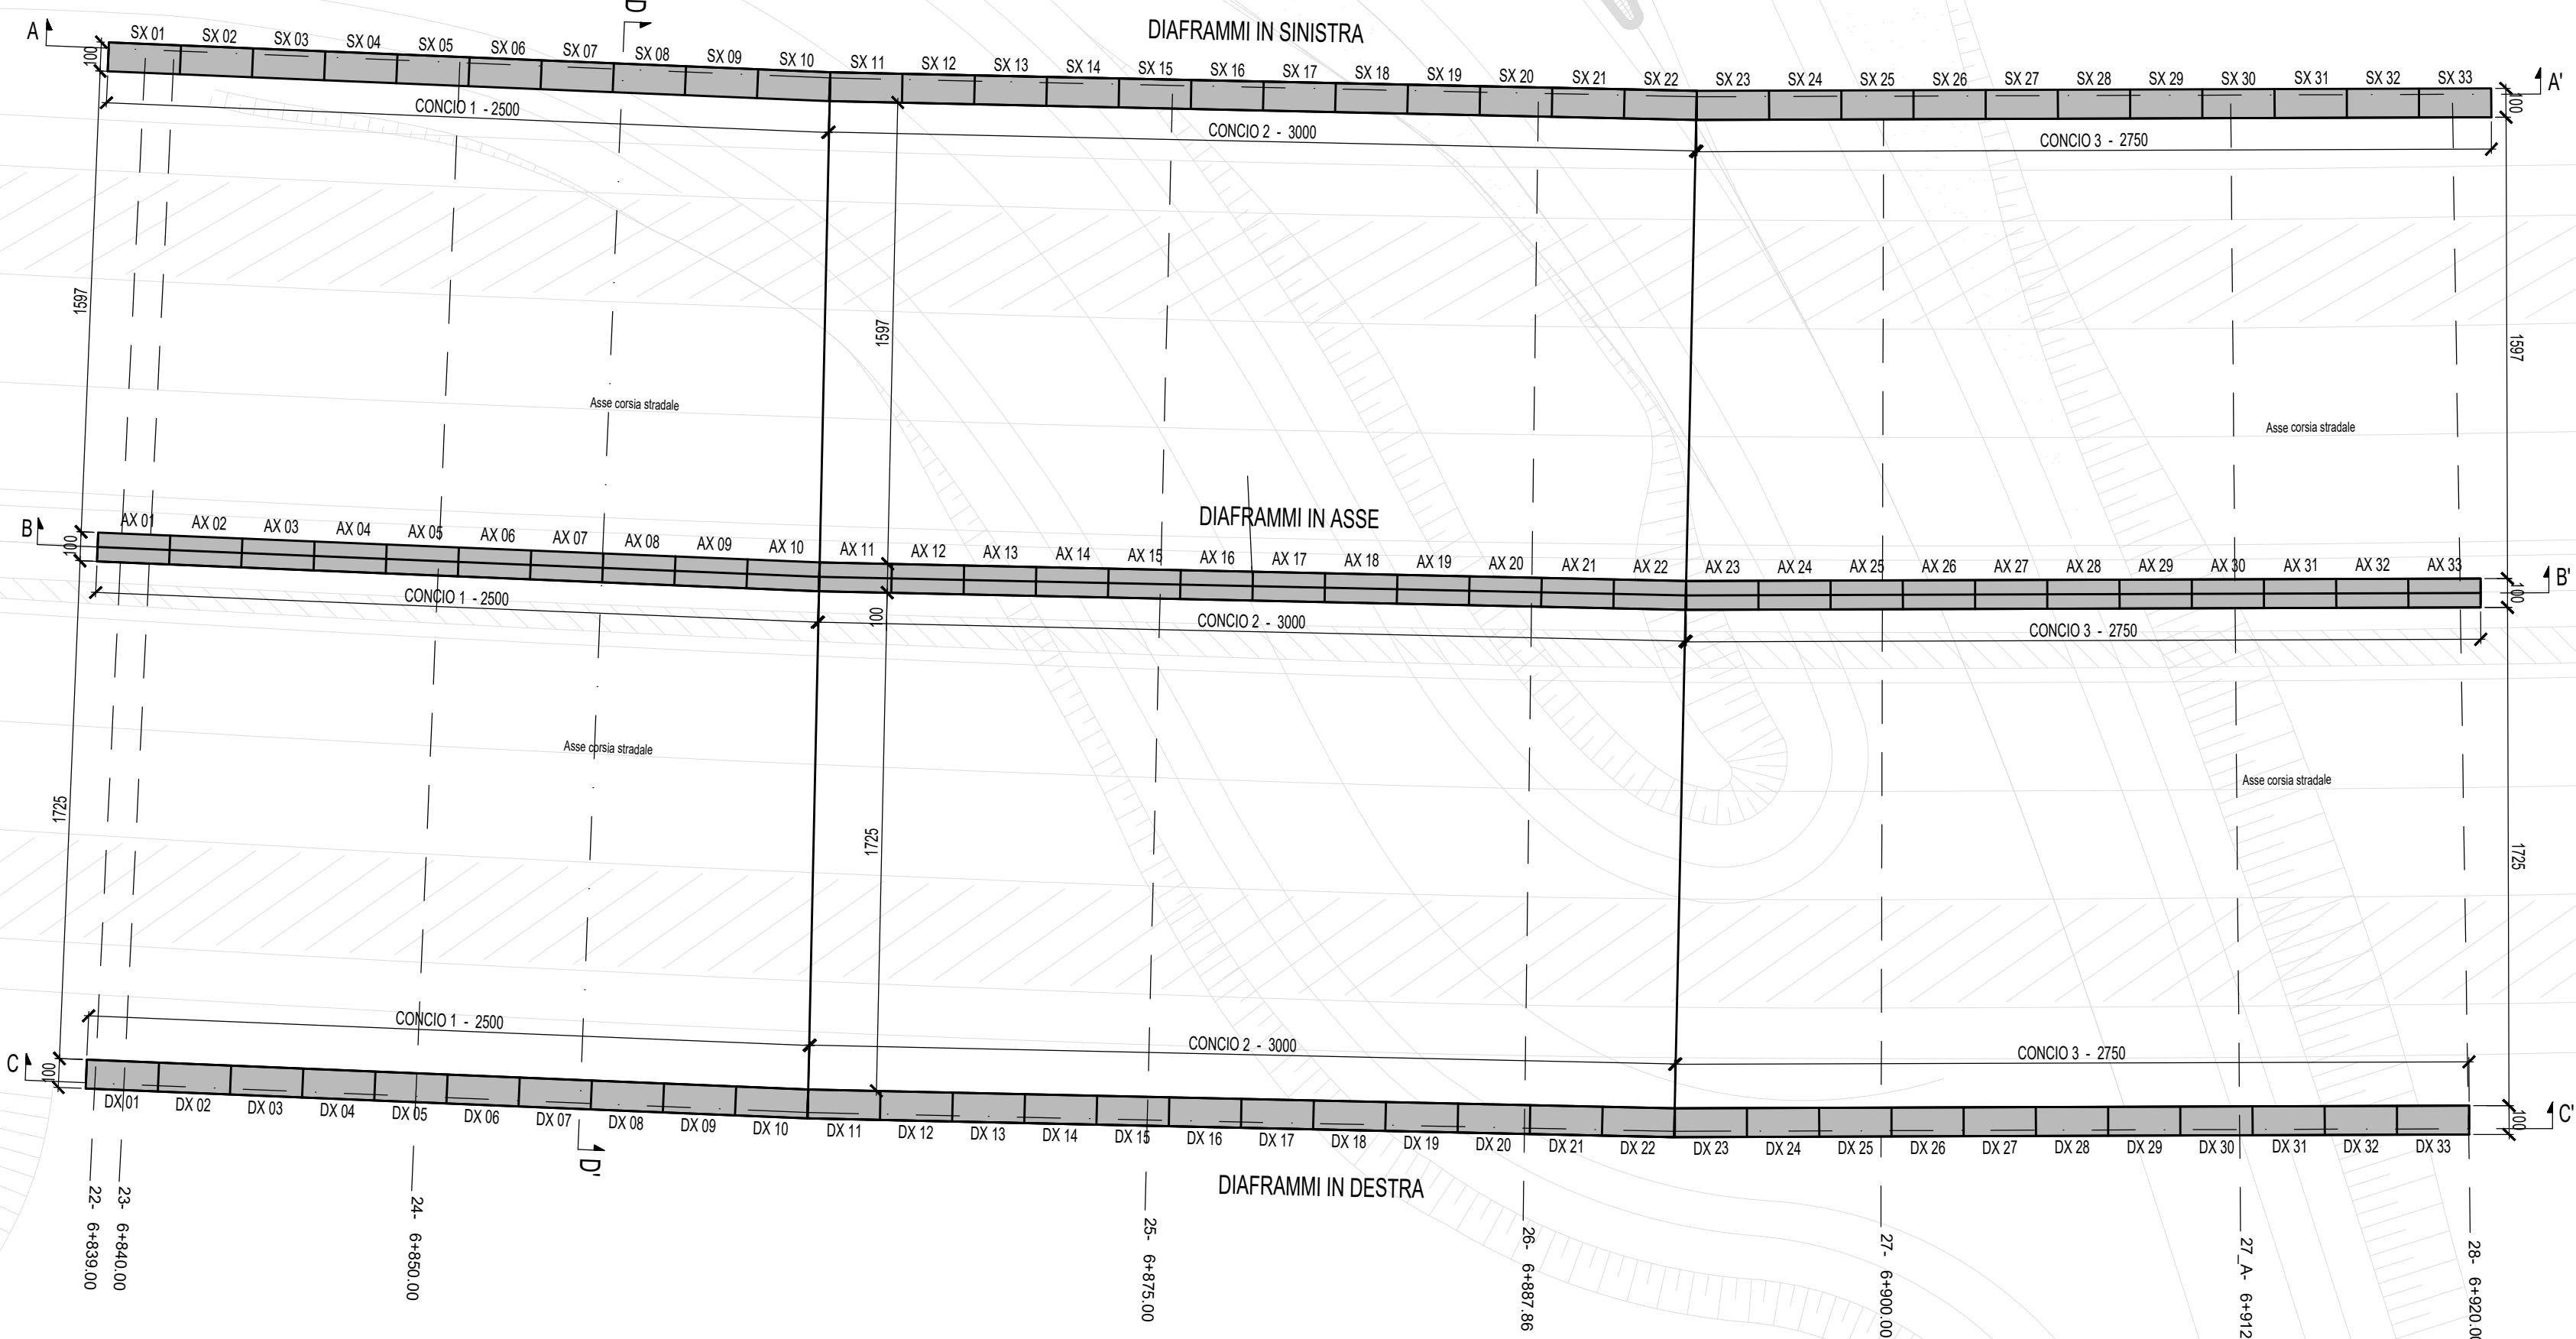 D
DIAFRAMMI IN SINISTRA
A
A'
SX 01 SX 02 SX 03 SX 04 SX 05 SX 06 SX 07 SX 08 SX 09 SX 10 SX 11 SX 12 SX 13 SX 14 SX 15 SX 16 SX 17 SX 18 SX 19 SX 20 SX 21 SX 22 SX 23 SX 24 SX 25 SX 26 SX 27 SX 28 SX 29 SX 30 SX 31 SX 32 SX 33
100
100
CONCIO 1 - 2500
CONCIO 2 - 3000
CONCIO 3 - 2750
1597
1597
1597
Asse corsia stradale
Asse corsia stradale
DIAFRAMMI IN ASSE
B
B'
AX 01 AX 02 AX 03 AX 04 AX 05 AX 06 AX 07 AX 08 AX 09 AX 10 AX 11 AX 12 AX 13 AX 14 AX 15 AX 16 AX 17 AX 18 AX 19 AX 20 AX 21 AX 22 AX 23 AX 24 AX 25 AX 26 AX 27 AX 28 AX 29 AX 30 AX 31 AX 32 AX 33
100
100
100
CONCIO 1 - 2500
CONCIO 2 - 3000
CONCIO 3 - 2750
Asse corsia stradale
Asse corsia stradale
1725
1725
1725
CONCIO 1 - 2500
CONCIO 2 - 3000
CONCIO 3 - 2750
C
C'
100
100
DX 01 DX 02 DX 03 DX 04 DX 05 DX 06 DX 07 DX 08 DX 09 DX 10 DX 11 DX 12 DX 13 DX 14 DX 15 DX 16 DX 17 DX 18 DX 19 DX 20 DX 21 DX 22 DX 23 DX 24 DX 25 DX 26 DX 27 DX 28 DX 29 DX 30 DX 31 DX 32 DX 33
D'
DIAFRAMMI IN DESTRA
22- 6+839.00
23- 6+840.00
24- 6+850.00
25- 6+875.00
26- 6+887.86
27- 6+900.00
27_A- 6+912
28- 6+920.0